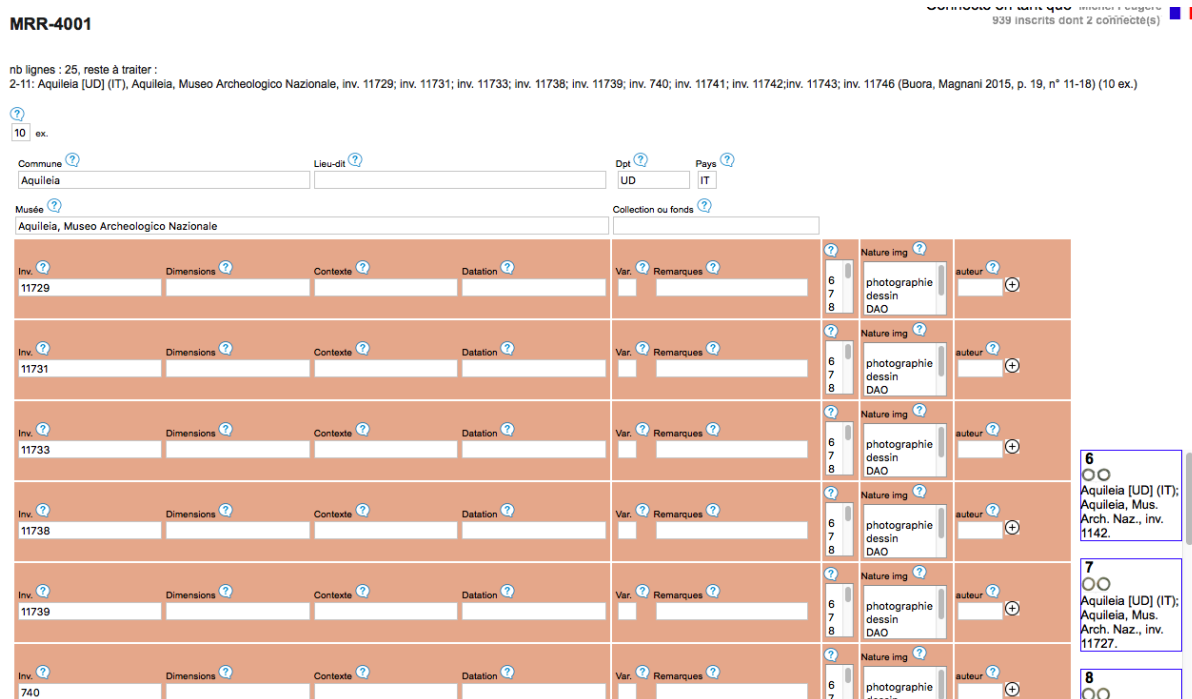 MRR-4001
939 inscrits dont 2 connecté(s)
nb lignes : 25, reste à traiter :
2-11: Aquileia [UD] (IT), Aquileia, Museo Archeologico Nazionale, inv. 11729; inv. 11731; inv. 11733; inv. 11738; inv. 11739; inv. 740; inv. 11741; inv. 11742;inv. 11743; inv. 11746 (Buora, Magnani 2015, p. 19, n° 11-18) (10 ex.)
?
10 ex.
Commune ? Lieu-dit ? Dpt ? Pays ?
Aquileia UD IT
Musée ? Collection ou fonds ?
Aquileia, Museo Archeologico Nazionale
Inv. ? Dimensions ? Contexte ? Datation ? Var. ? Remarques ? ? Nature img ? auteur ?
11729
6
7
8
photographie
dessin
DAO
Inv. ? Dimensions ? Contexte ? Datation ? Var. ? Remarques ? ? Nature img ? auteur ?
11731
6
7
8
photographie
dessin
DAO
Inv. ? Dimensions ? Contexte ? Datation ? Var. ? Remarques ? ? Nature img ? auteur ?
11733
6
7
8
photographie
dessin
DAO
Inv. ? Dimensions ? Contexte ? Datation ? Var. ? Remarques ? ? Nature img ? auteur ?
11738
6
7
8
photographie
dessin
DAO
Inv. ? Dimensions ? Contexte ? Datation ? Var. ? Remarques ? ? Nature img ? auteur ?
11739
6
7
8
photographie
dessin
DAO
Inv. ? Dimensions ? Contexte ? Datation ? Var. ? Remarques ? ? Nature img ? auteur ?
740
6
7
photographie
6
Aquileia [UD] (IT);
Aquileia, Mus.
Arch. Naz., inv.
1142.
7
Aquileia [UD] (IT);
Aquileia, Mus.
Arch. Naz., inv.
11727.
8